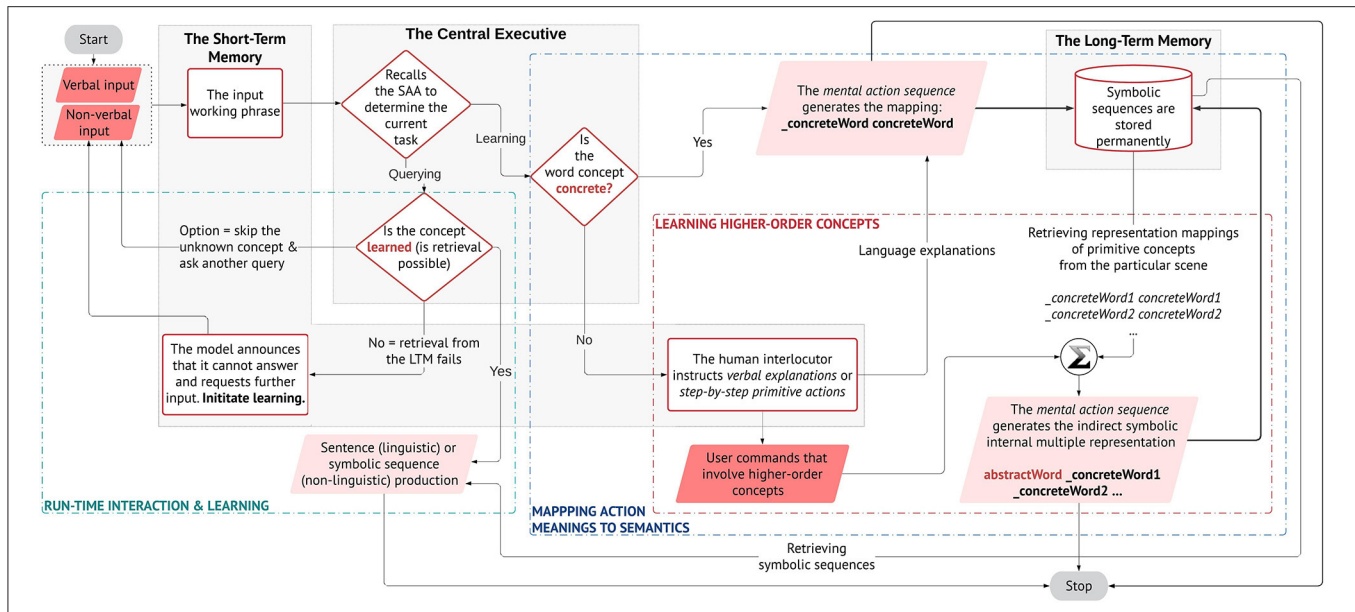 Start
Verbal input
Non-verbal
input
The Short-Term
Memory
The input
working phrase
The Central Executive
Recalls
the SAA to
determine the
current
task
Learning
Querying
Is
the
word concept
concrete?
Yes
The mental action sequence
generates the mapping:
_concreteWord concreteWord
The Long-Term Memory
Symbolic
sequences are
stored
permanently
Option = skip the
unknown concept &
ask another query
Is the concept
learned (is retrieval
possible)
No = retrieval from
the LTM fails
Yes
The model announces
that it cannot answer
and requests further
input. Inititate learning.
Sentence (linguistic) or
symbolic sequence
(non-linguistic) production
RUN-TIME INTERACTION & LEARNING
No
LEARNING HIGHER-ORDER CONCEPTS
Language explanations
Retrieving representation mappings
of primitive concepts
from the particular scene
_concreteWord1 concreteWord1
_concreteWord2 concreteWord2
...
Σ
The human interlocutor
instructs verbal explanations or
step-by-step primitive actions
User commands that
involve higher-order
concepts
The mental action sequence
generates the indirect symbolic
internal multiple representation
abstractWord _concreteWord1
_concreteWord2 ...
MAPPPING ACTION
MEANINGS TO SEMANTICS
Retrieving
symbolic sequences
Stop